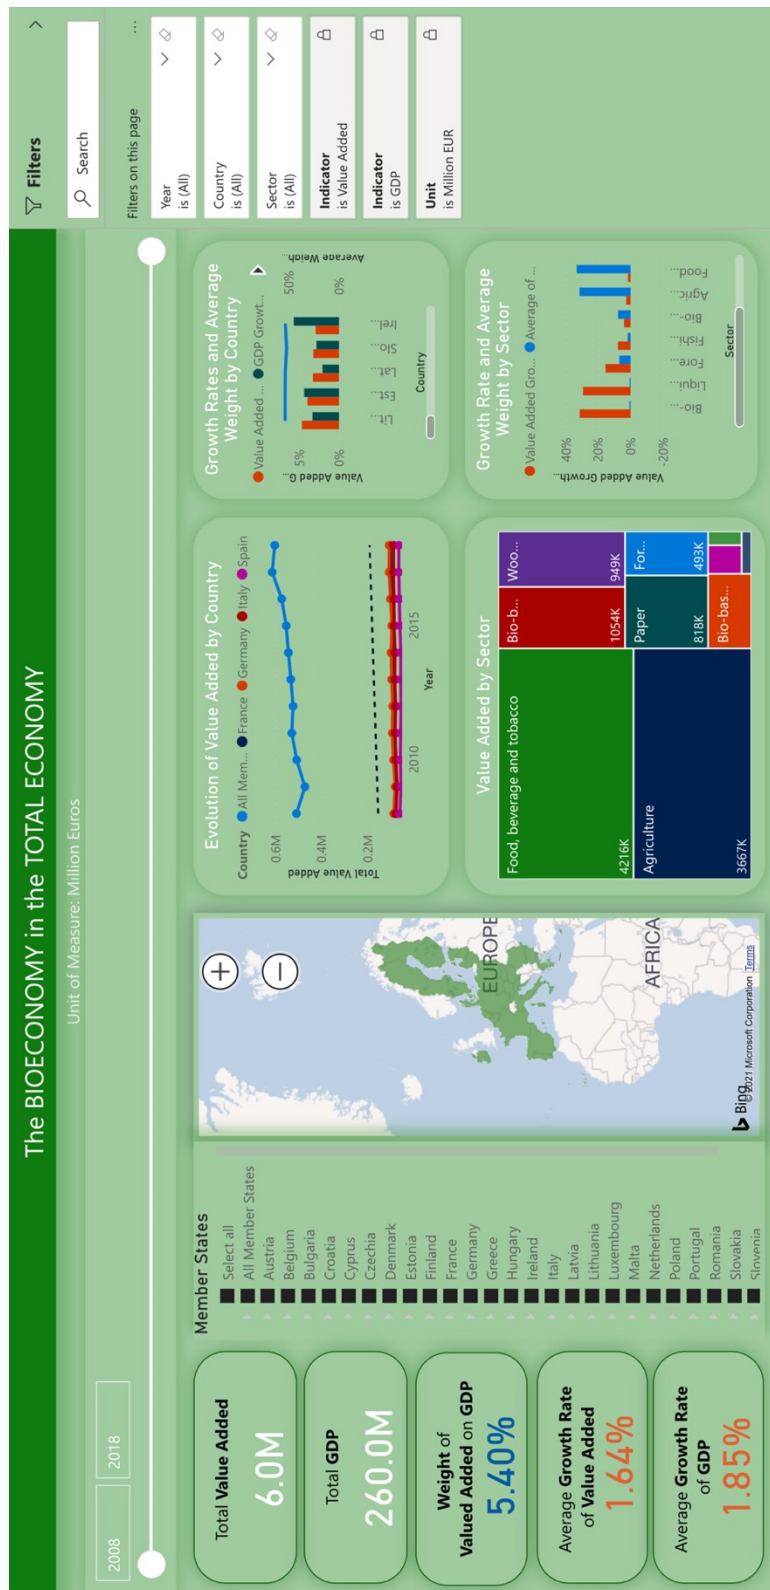 The BIOECONOMY in the TOTAL ECONOMY
Unit of Measure: Million Euros
2008
2018
Total Value Added
6.0M
Total GDP
260.0M
Weight of
Valued Added on GDP
5.40%
Average Growth Rate
of Value Added
1.64%
Average Growth Rate
of GDP
1.85%
Member States
Select all
All Member States
Austria
Belgium
Bulgaria
Croatia
Cyprus
Czechia
Denmark
Estonia
Finland
France
Germany
Greece
Hungary
Ireland
Italy
Latvia
Lithuania
Luxembourg
Malta
Netherlands
Poland
Portugal
Romania
Slovakia
Slovenia
EUROPE
AFRICA
Bing
© 2021 Microsoft Corporation Terms
Evolution of Value Added by Country
Country All Mem... France Germany Italy Spain
Total Value Added
0.6M
0.4M
0.2M
2010
2015
Year
Growth Rates and Average
Weight by Country
Value Added ... GDP Growt...
Value Added G...
5%
0%
50%
0%
Average Weigh...
Lit...
Est...
Lat...
Slo...
Irel...
Country
Value Added by Sector
Food, beverage and tobacco
4216K
Agriculture
3667K
Bio-b...
1054K
Woo...
949K
Paper
818K
For...
493K
Bio-bas...
Growth Rate and Average
Weight by Sector
Value Added Gro... Average of ...
Value Added Growth...
40%
20%
0%
-20%
Bio-...
Liqui...
Fore...
Fishi...
Bio-...
Agric...
Food...
Sector
Filters
Search
Filters on this page
...
Year
is (All)
Country
is (All)
Sector
is (All)
Indicator
is Value Added
Indicator
is GDP
Unit
is Million EUR